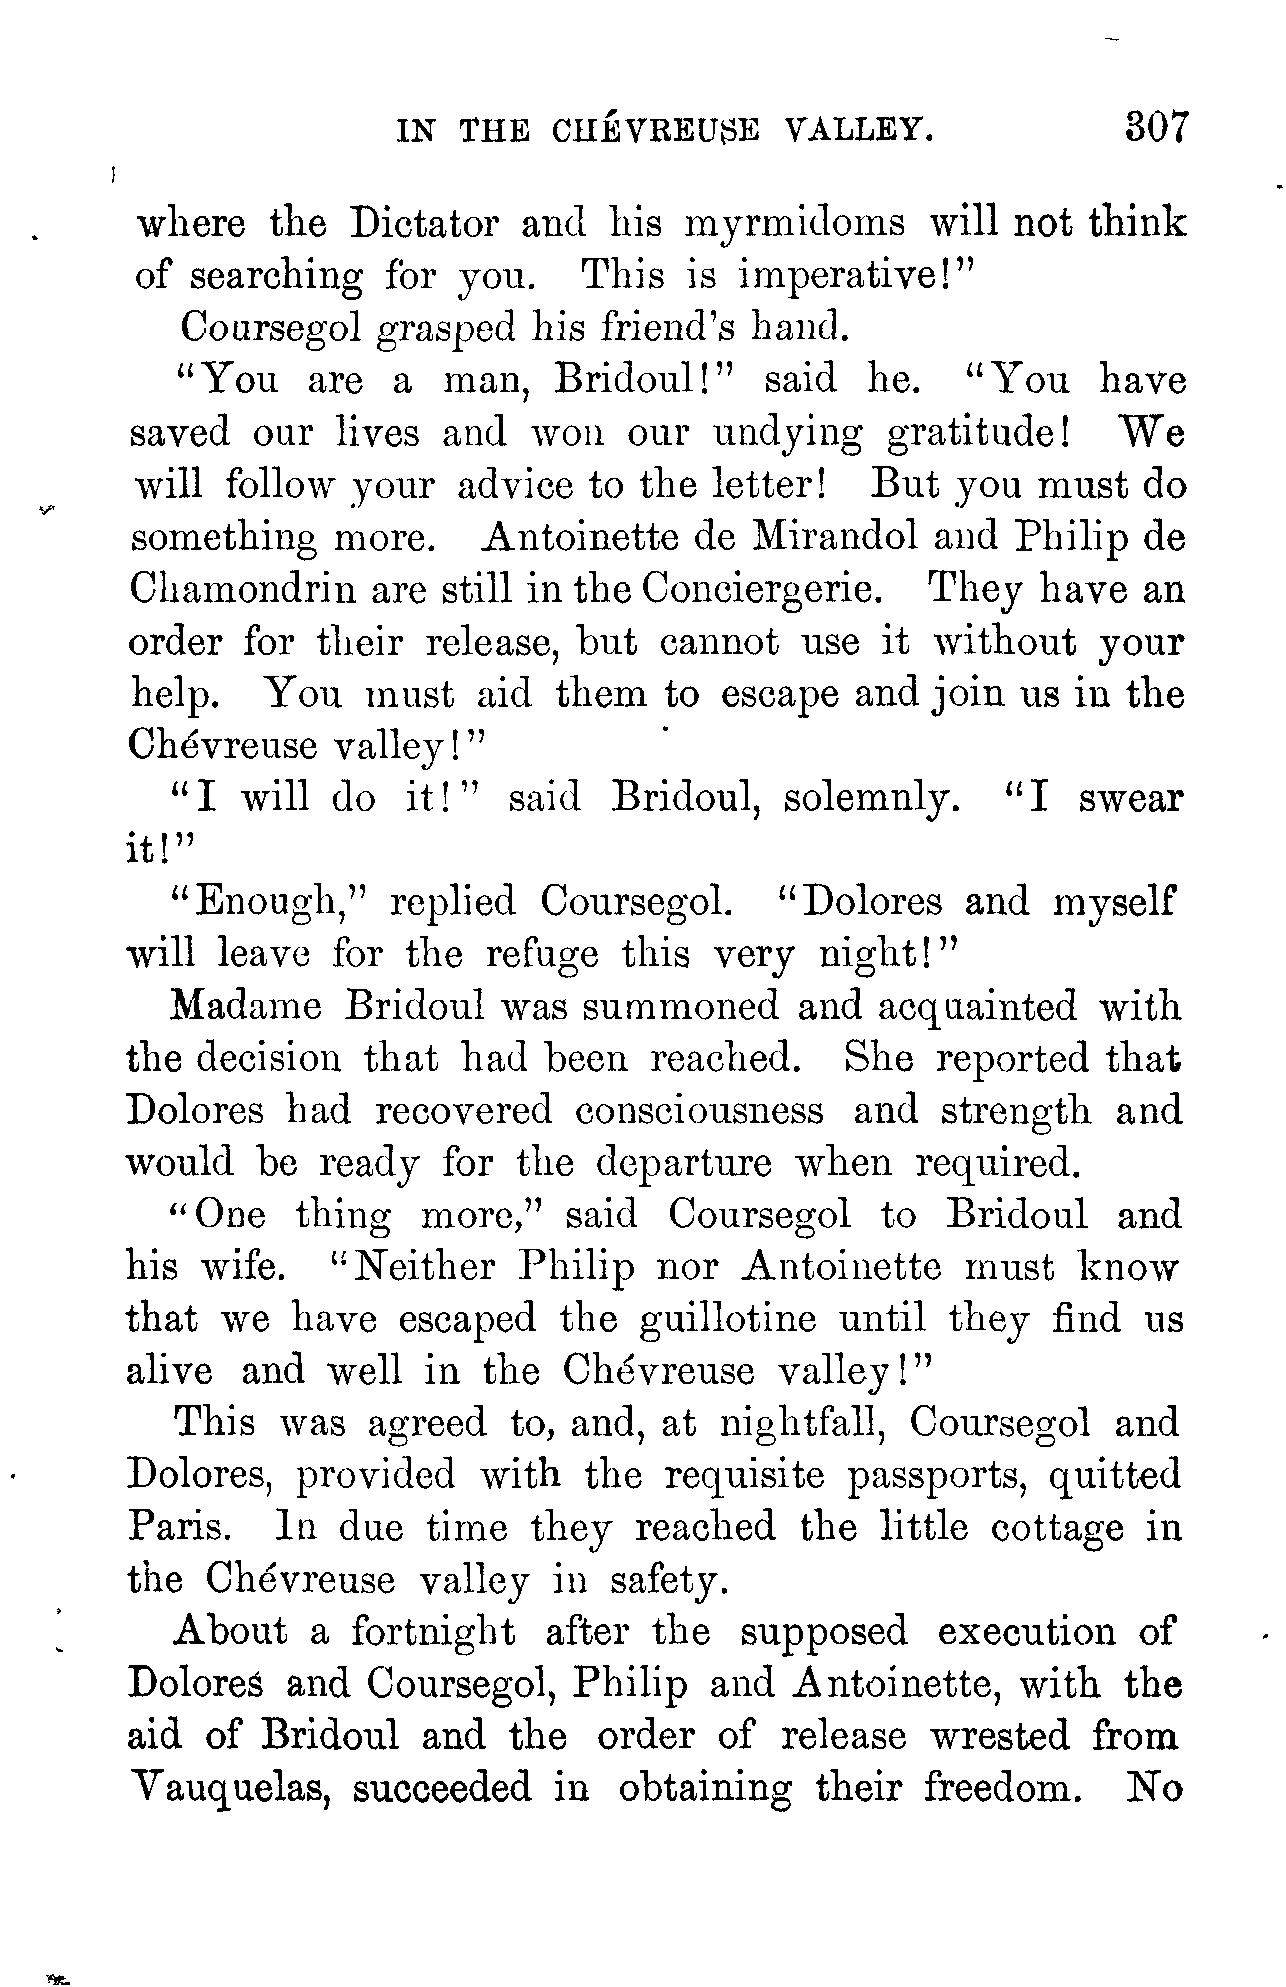 IN THE CHÉVREUSE VALLEY. 307
where the Dictator and his myrmidoms will not think
of searching for you. This is imperative!"
Coursegol grasped his friend's hand.
"You are a man, Bridoul!" said he. "You have
saved our lives and won our undying gratitude! We
will follow your advice to the letter! But you must do
something more. Antoinette de Mirandol and Philip de
Chamondrin are still in the Conciergerie. They have an
order for their release, but cannot use it without your
help. You must aid them to escape and join us in the
Chévreuse valley!"
"I will do it!" said Bridoul, solemnly. "I swear
it!"
"Enough," replied Coursegol. "Dolores and myself
will leave for the refuge this very night!"
Madame Bridoul was summoned and acquainted with
the decision that had been reached. She reported that
Dolores had recovered consciousness and strength and
would be ready for the departure when required.
"One thing more," said Coursegol to Bridoul and
his wife. "Neither Philip nor Antoinette must know
that we have escaped the guillotine until they find us
alive and well in the Chévreuse valley!"
This was agreed to, and, at nightfall, Coursegol and
Dolores, provided with the requisite passports, quitted
Paris. In due time they reached the little cottage in
the Chévreuse valley in safety.
About a fortnight after the supposed execution of
Dolores and Coursegol, Philip and Antoinette, with the
aid of Bridoul and the order of release wrested from
Vauquelas, succeeded in obtaining their freedom. No